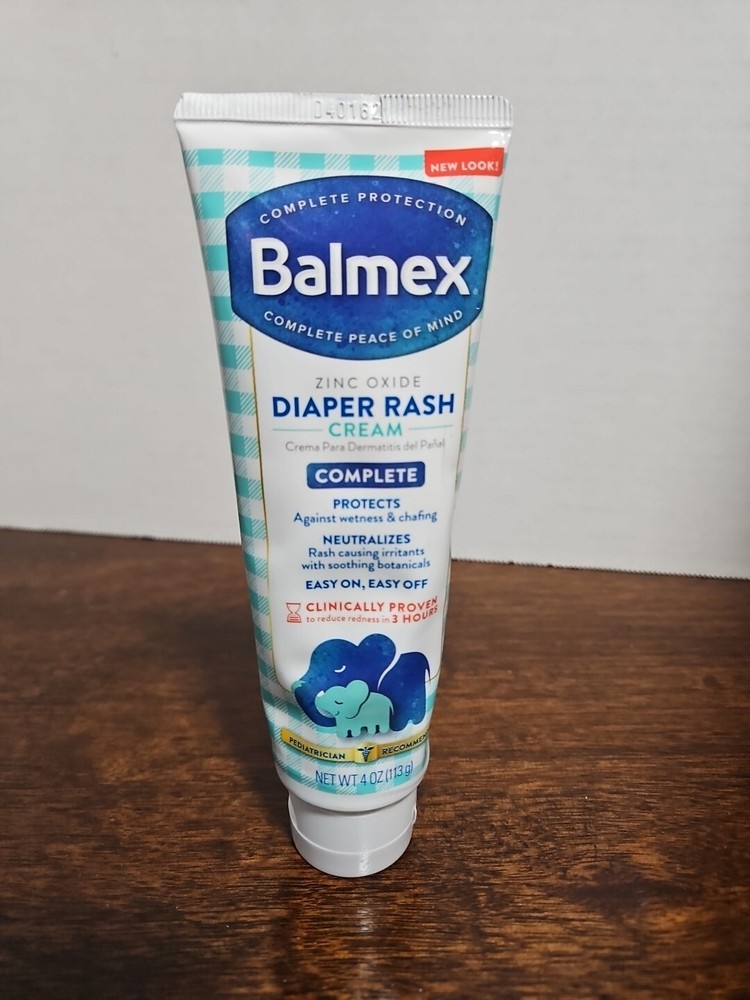 D40162
NEW LOOK!
COMPLETE PROTECTION
Balmex
COMPLETE PEACE OF MIND
ZINC OXIDE
DIAPER RASH
CREAM
Crema Para Dermatitis del Pañal
COMPLETE
PROTECTS
Against wetness & chafing
NEUTRALIZES
Rash causing irritants
with soothing botanicals
EASY ON, EASY OFF
CLINICALLY PROVEN
to reduce redness in 3 HOURS
PEDIATRICIAN RECOMMEN
NET WT 4 OZ (113 g)